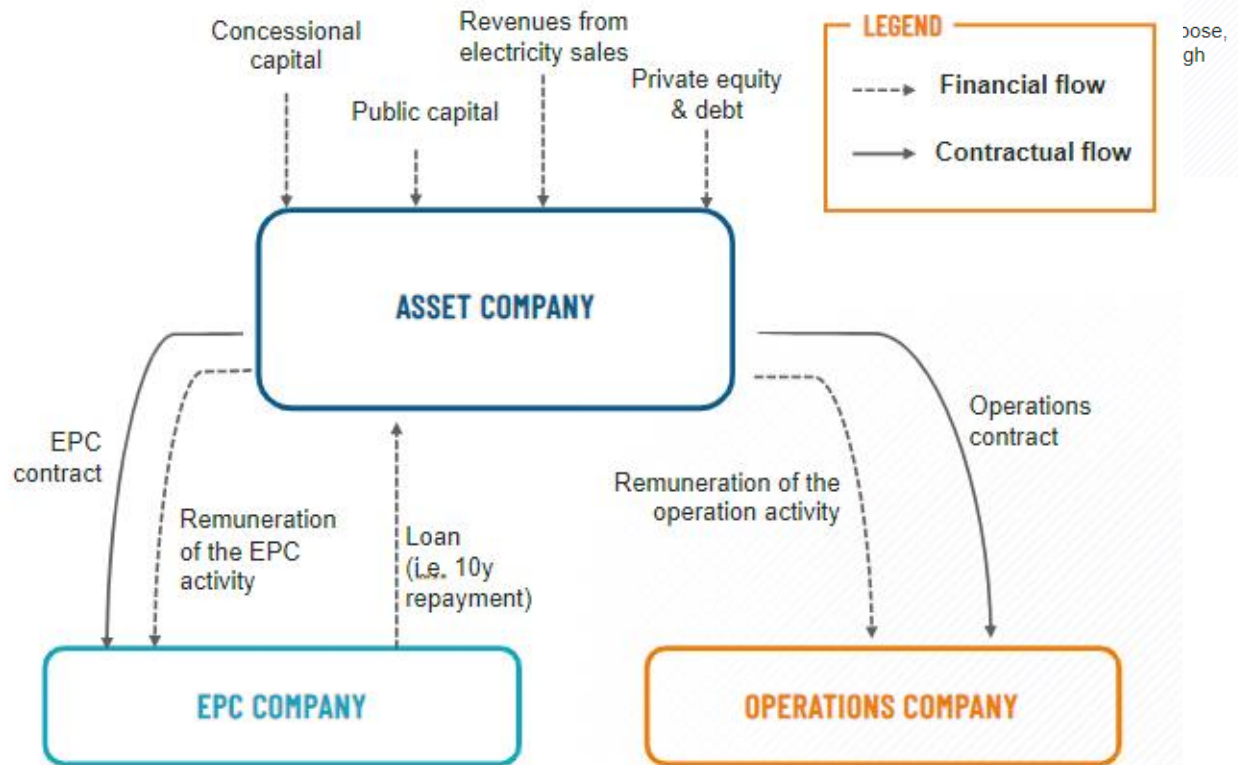 Concessional
capital
Public capital
Revenues from
electricity sales
Private equity
& debt
LEGEND
Financial flow
Contractual flow
ASSET COMPANY
EPC
contract
Remuneration
of the EPC
activity
Loan
(i.e. 10y
repayment)
Remuneration of the
operation activity
Operations
contract
EPC COMPANY
OPERATIONS COMPANY